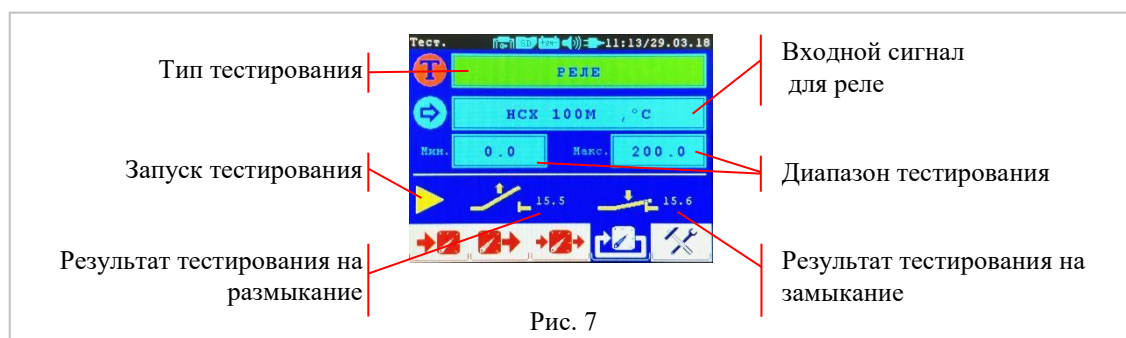 Тест. SD +24- 11:13/29.03.18
T РЕЛЕ
НСХ 100М ,°C
Мин. 0.0 Макс. 200.0
15.5 15.6
Тип тестирования
Запуск тестирования
Результат тестирования на
размыкание
Входной сигнал
для реле
Диапазон тестирования
Результат тестирования на
замыкание
Рис. 7